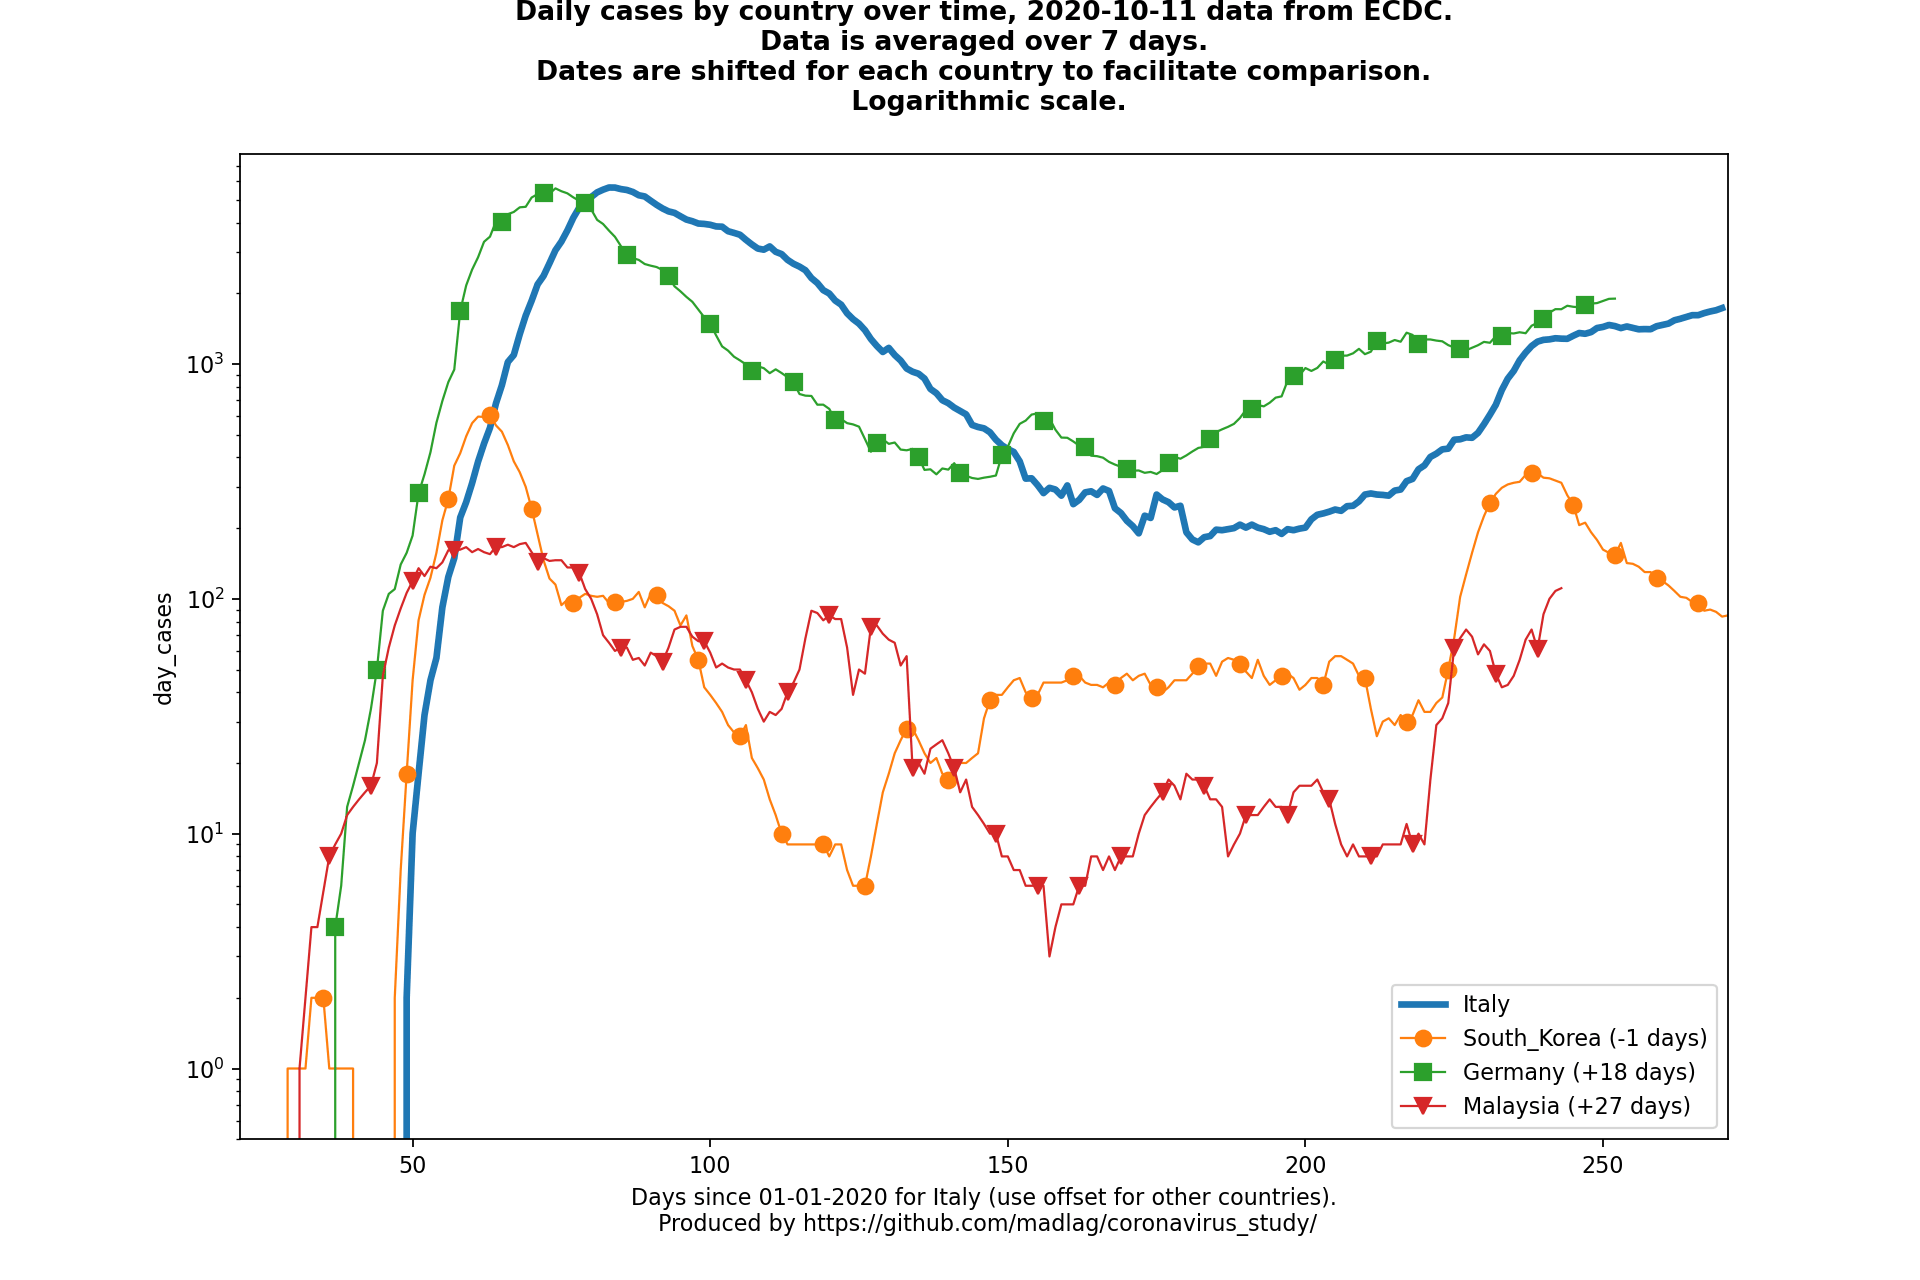 Daily cases by country over time, 2020-10-11 data from ECDC.
Data is averaged over 7 days.
Dates are shifted for each country to facilitate comparison.
Logarithmic scale.
10³
10²
10¹
10⁰
day_cases
Italy
South_Korea (-1 days)
Germany (+18 days)
Malaysia (+27 days)
50 100 150 200 250
Days since 01-01-2020 for Italy (use offset for other countries).
Produced by https://github.com/madlag/coronavirus_study/